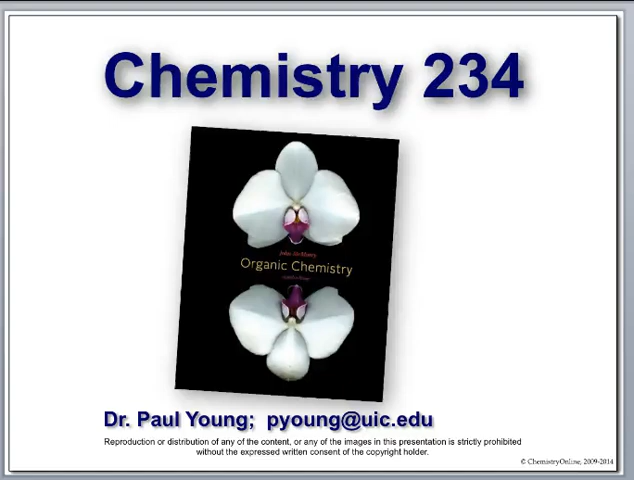 Chemistry 234
John McMurry
Organic Chemistry
Dr. Paul Young;  pyoung@uic.edu
Reproduction or distribution of any of the content, or any of the images in this presentation is strictly prohibited
without the expressed written consent of the copyright holder.
© ChemistryOnline, 2009-2014